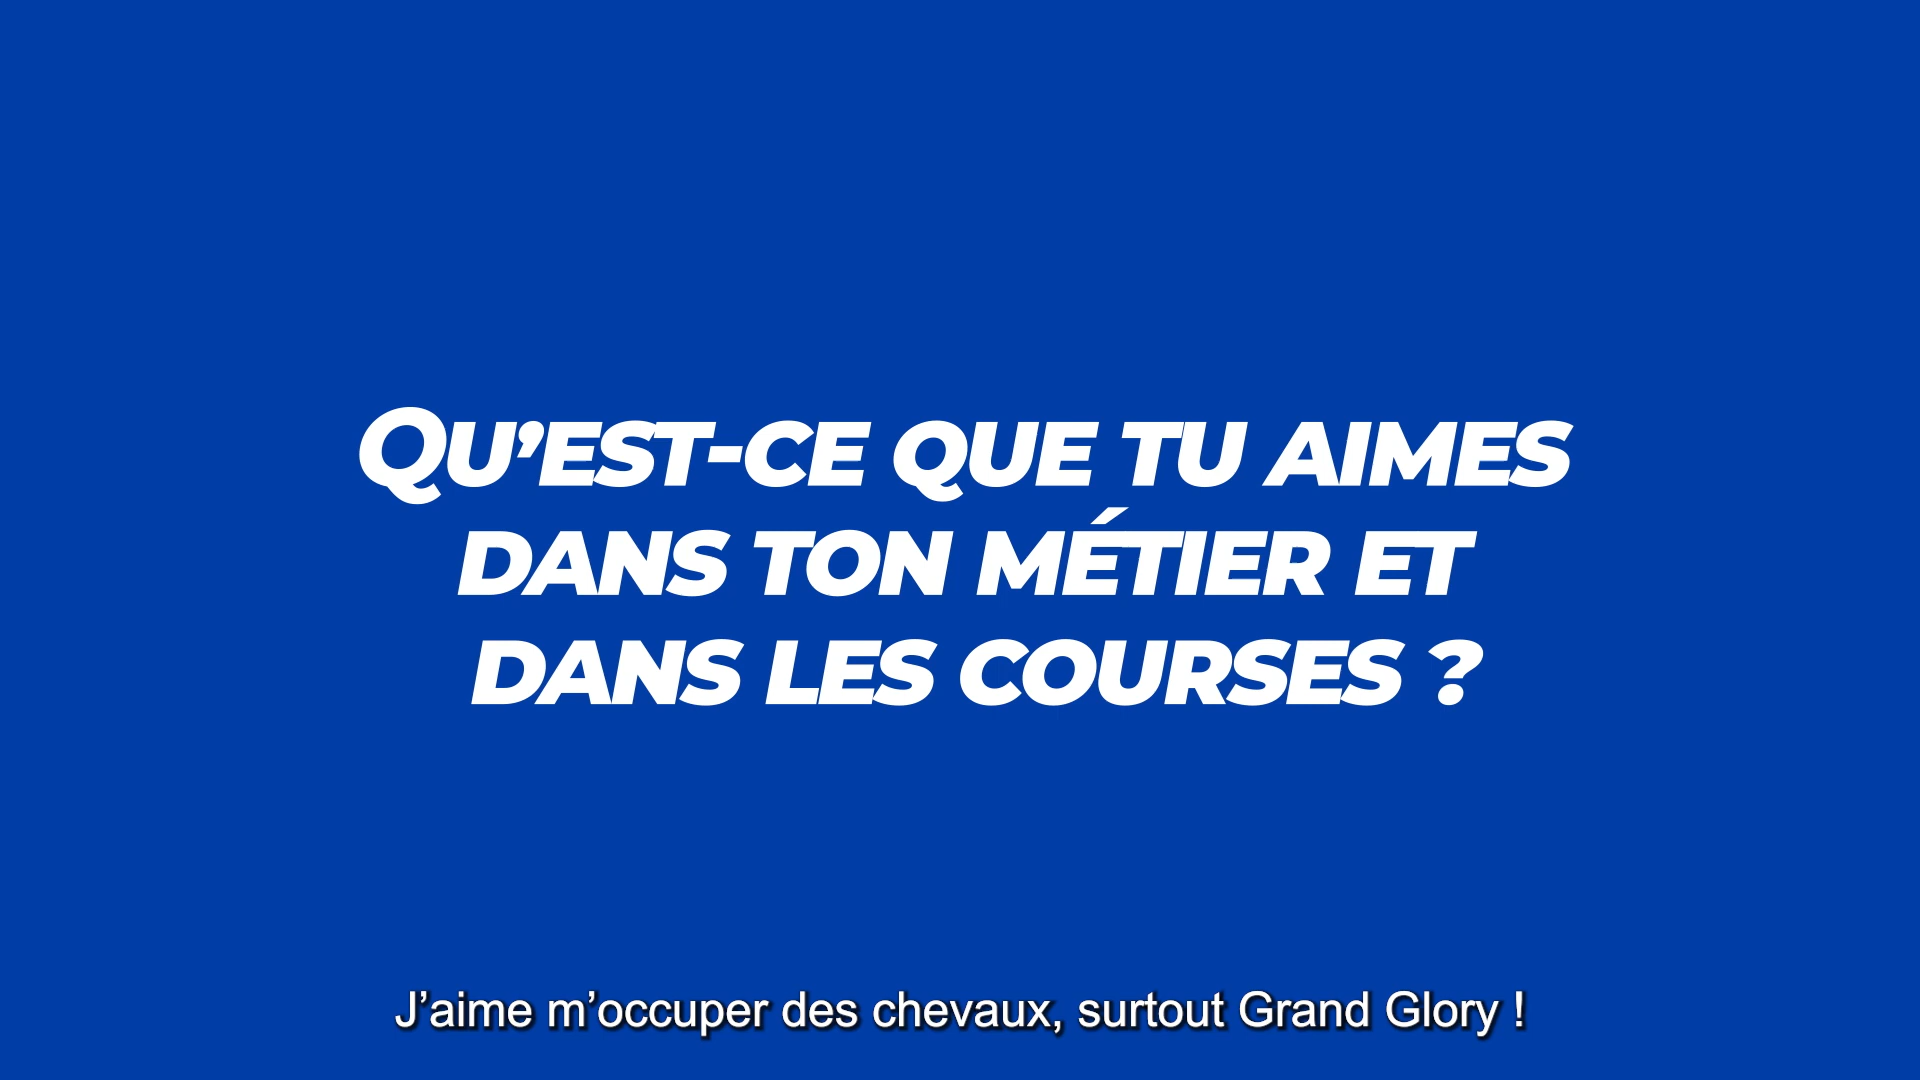 QU’EST-CE QUE TU AIMES
DANS TON MÉTIER ET
DANS LES COURSES ?
J’aime m’occuper des chevaux, surtout Grand Glory !